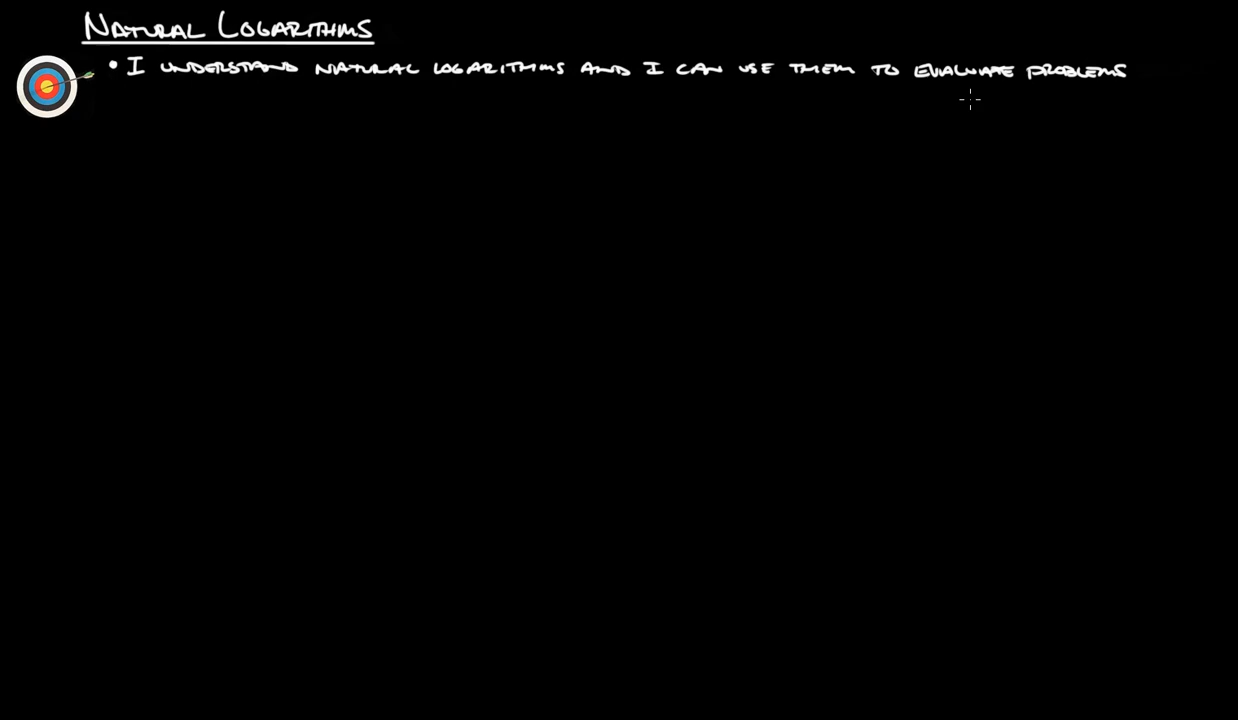 NATURAL LOGARITHMS
• I UNDERSTAND NATURAL LOGARITHMS AND I CAN USE THEM TO EVALUATE PROBLEMS